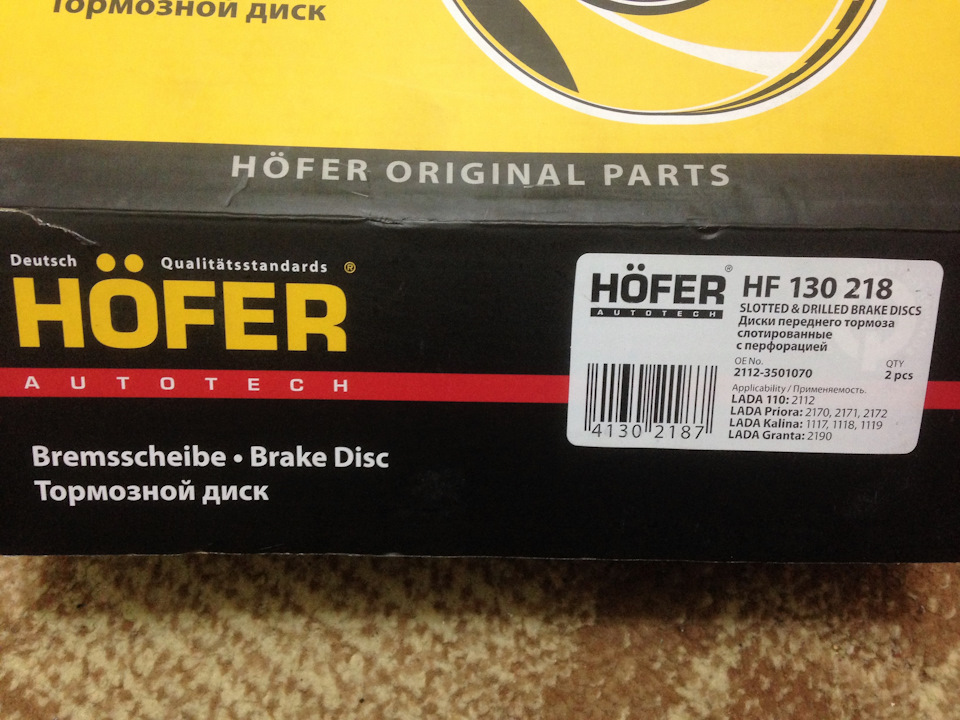 Тормозной диск
HÖFER ORIGINAL PARTS
Deutsch Qualitätsstandards ®
HÖFER
AUTOTECH
Bremsscheibe • Brake Disc
Тормозной диск
HÖFER®
AUTOTECH
HF 130 218
SLOTTED & DRILLED BRAKE DISCS
Диски переднего тормоза
слотированные
с перфорацией
OE No.
2112-3501070
QTY
2 pcs
Applicability / Применяемость:
LADA 110: 2112
LADA Priora: 2170, 2171, 2172
LADA Kalina: 1117, 1118, 1119
LADA Granta: 2190
4130 2187